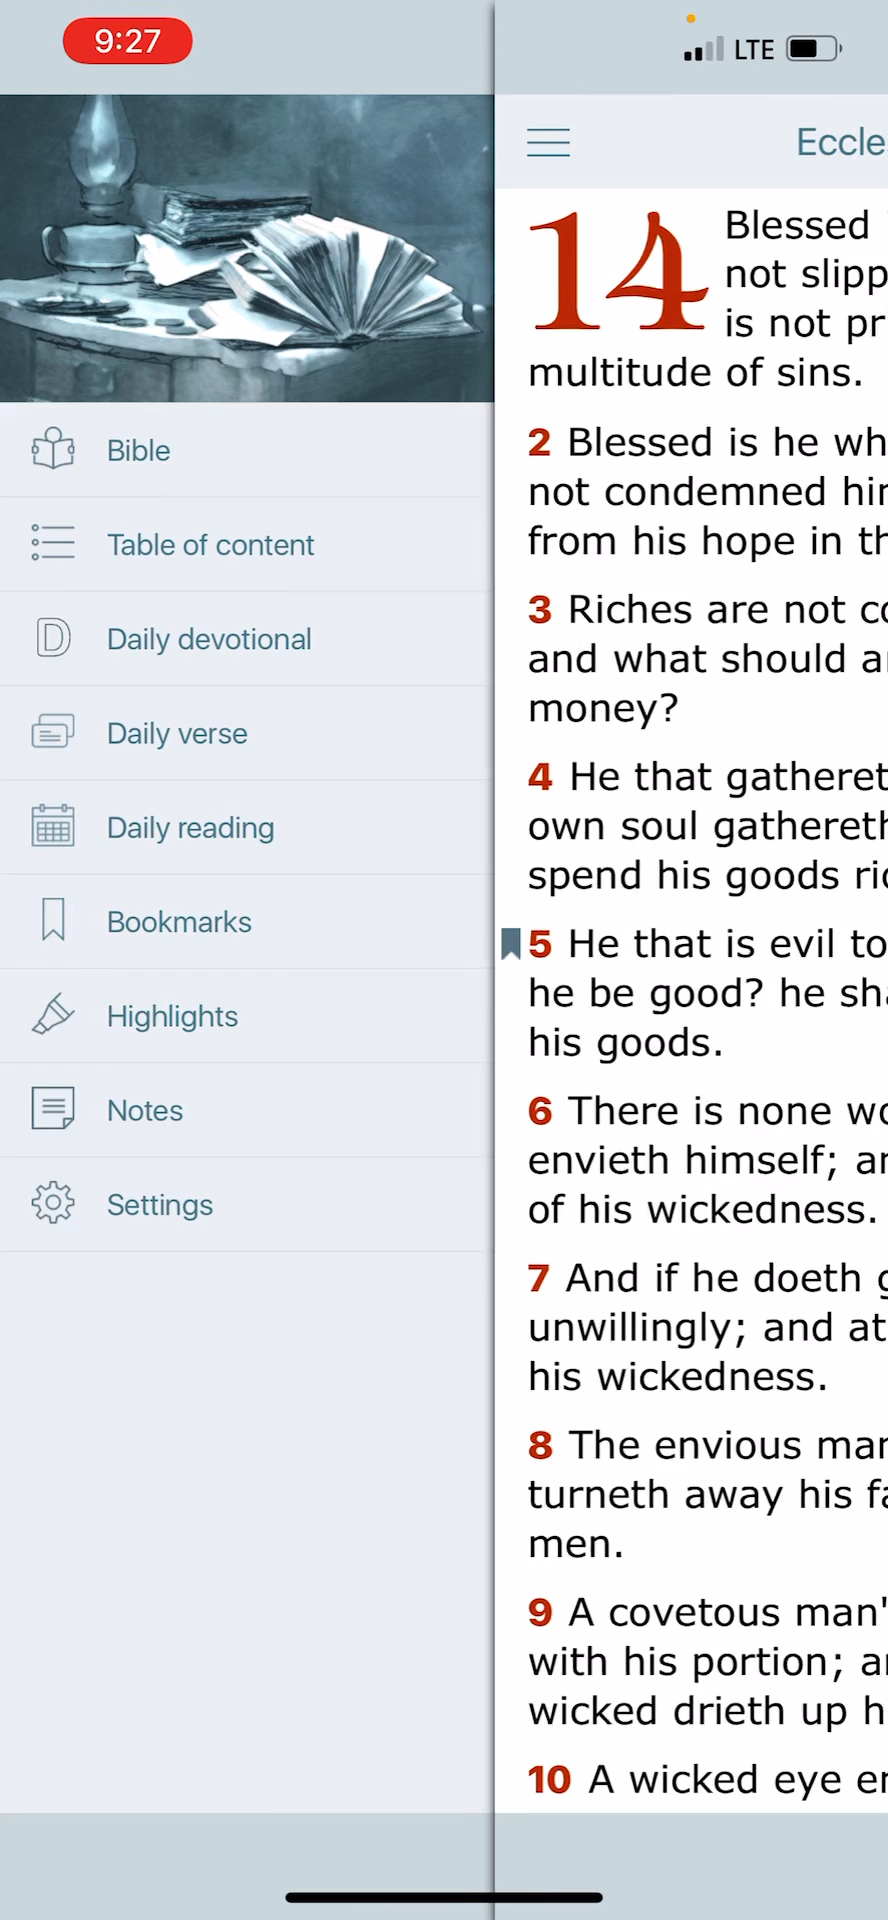 9:27
LTE
Bible
Table of content
D
Daily devotional
Daily verse
Daily reading
Bookmarks
Highlights
Notes
Settings
Eccle
14 Blessed
not slipp
is not pr
multitude of sins.
2 Blessed is he wh
not condemned hi
from his hope in th
3 Riches are not co
and what should a
money?
4 He that gatheret
own soul gathereth
spend his goods ri
5 He that is evil to
he be good? he sha
his goods.
6 There is none wo
envieth himself; a
of his wickedness.
7 And if he doeth g
unwillingly; and at
his wickedness.
8 The envious ma
turneth away his fa
men.
9 A covetous man'
with his portion; a
wicked drieth up h
10 A wicked eye e